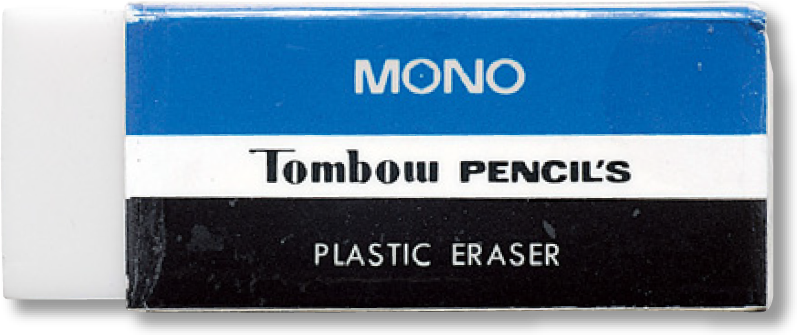 MONO
Tombow PENCIL'S
PLASTIC ERASER